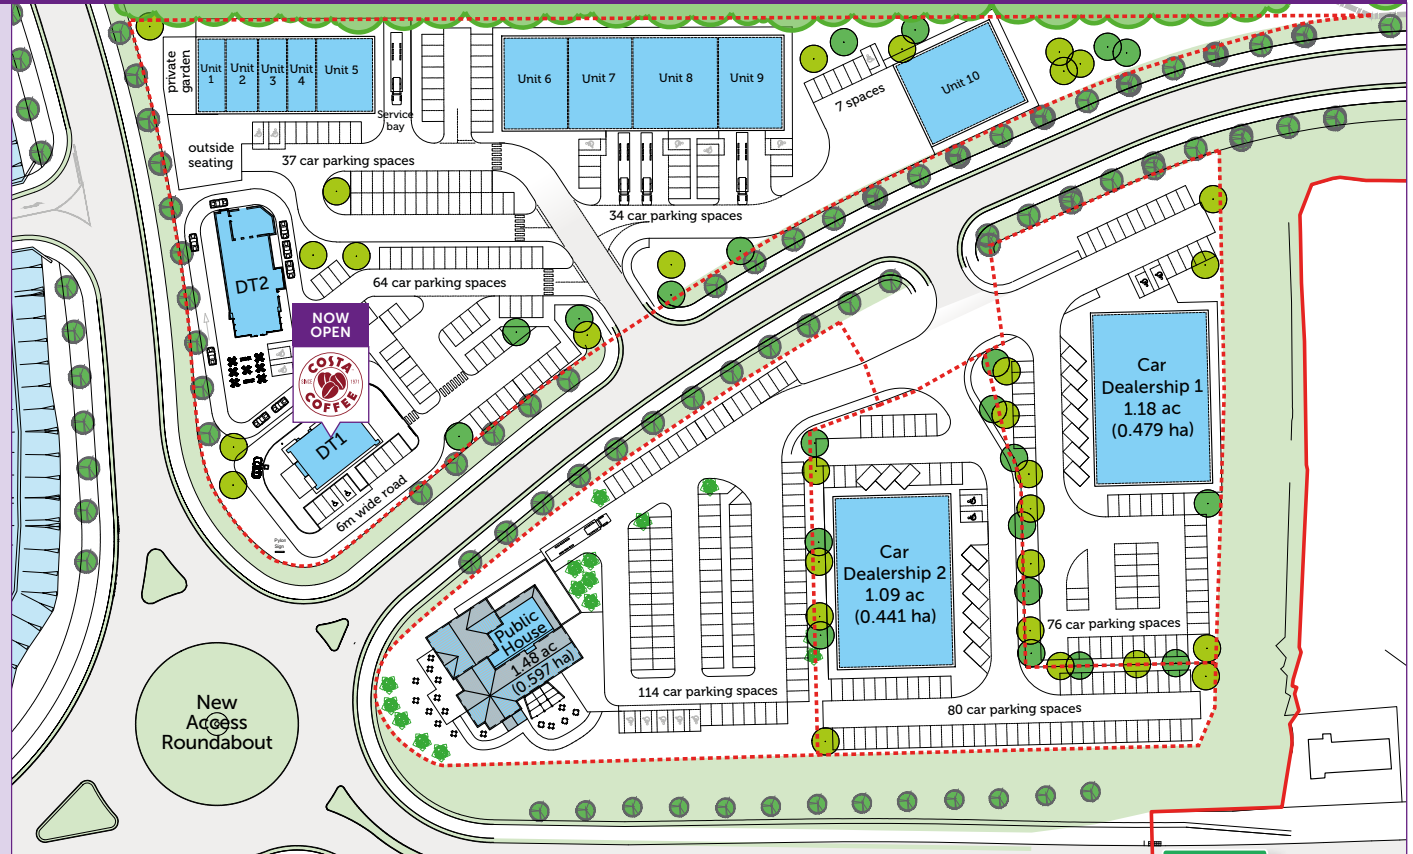 private
garden
Unit
1
Unit
2
Unit
3
Unit
4
Unit 5
Service
bay
Unit 6
Unit 7
Unit 8
Unit 9
7 spaces
Unit 10
outside
seating
37 car parking spaces
34 car parking spaces
DT2
64 car parking spaces
NOW
OPEN
COSTA
SINCE 1971
COFFEE
DT1
6m wide road
Pylon
Sign
Car
Dealership 1
1.18 ac
(0.479 ha)
Car
Dealership 2
1.09 ac
(0.441 ha)
76 car parking spaces
Public
House
1.48 ac
(0.597 ha)
114 car parking spaces
80 car parking spaces
New
Access
Roundabout